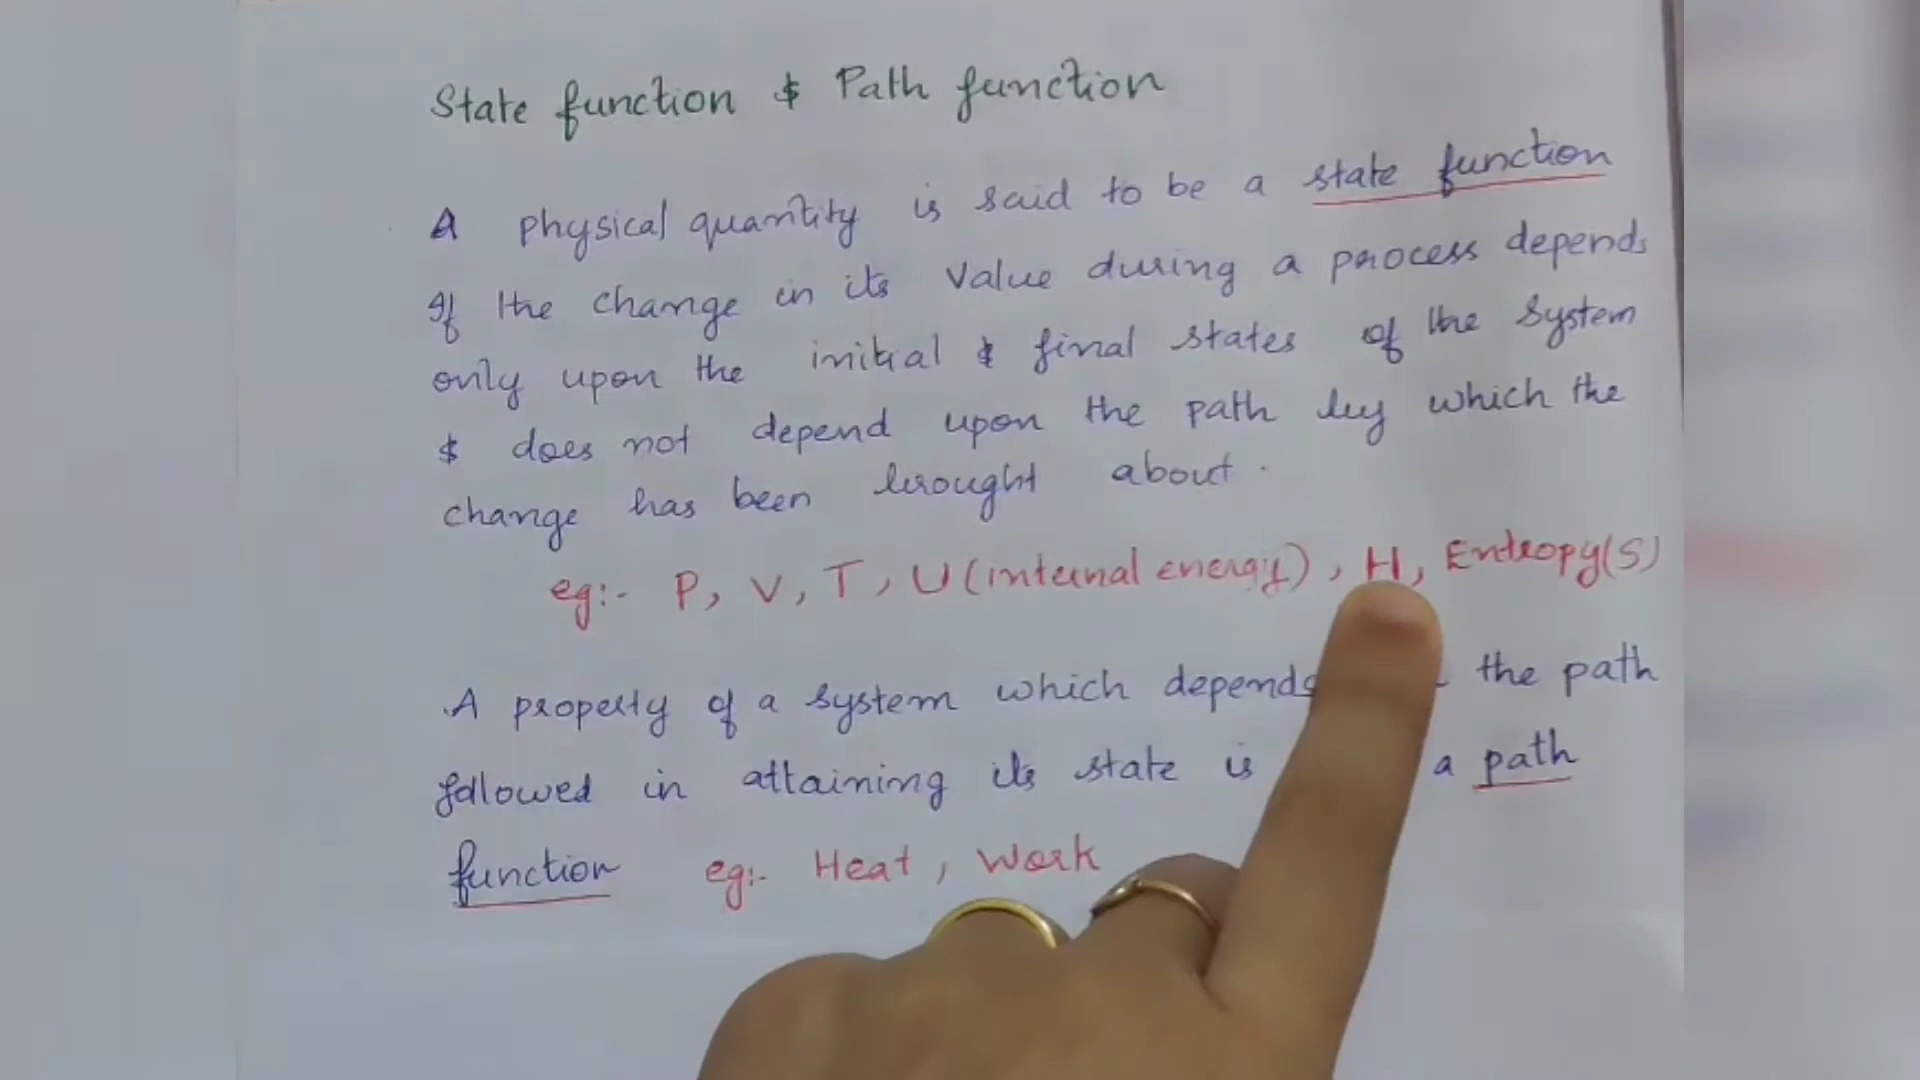 State function & Path function
A physical quantity is said to be a state function
If the change in its value during a process depends
only upon the initial & final states of the system
& does not depend upon the path by which the
change has been brought about.
eg:- P, V, T, U (internal energy), H, Entropy(S)
A property of a system which depends the path
followed in attaining its state is a path
function eg:- Heat, Work